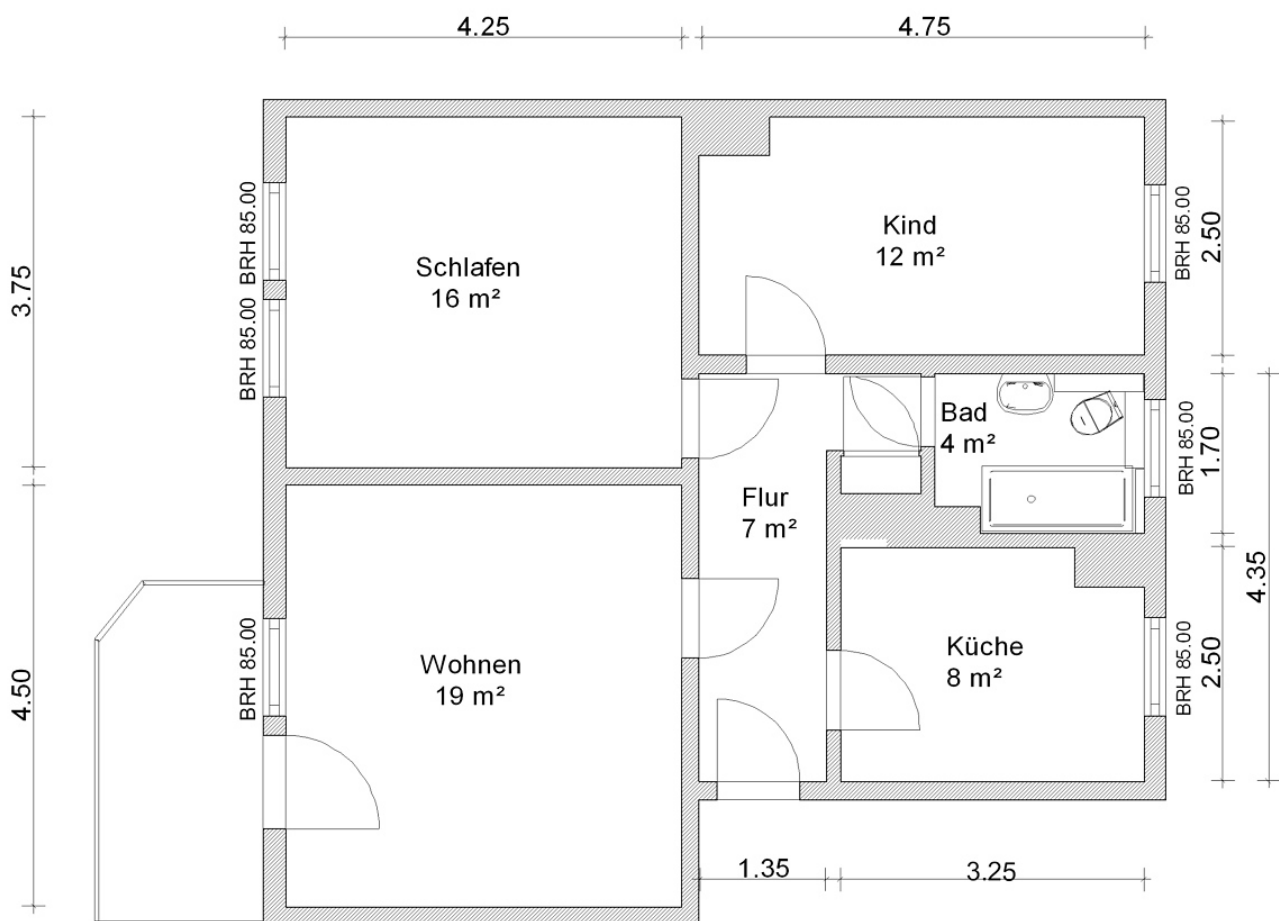 4.25
4.75
3.75
BRH 85.00
BRH 85.00
Schlafen
16 m²
Kind
12 m²
BRH 85.00
2.50
Bad
4 m²
BRH 85.00
1.70
Flur
7 m²
4.35
4.50
BRH 85.00
Wohnen
19 m²
Küche
8 m²
BRH 85.00
2.50
1.35
3.25